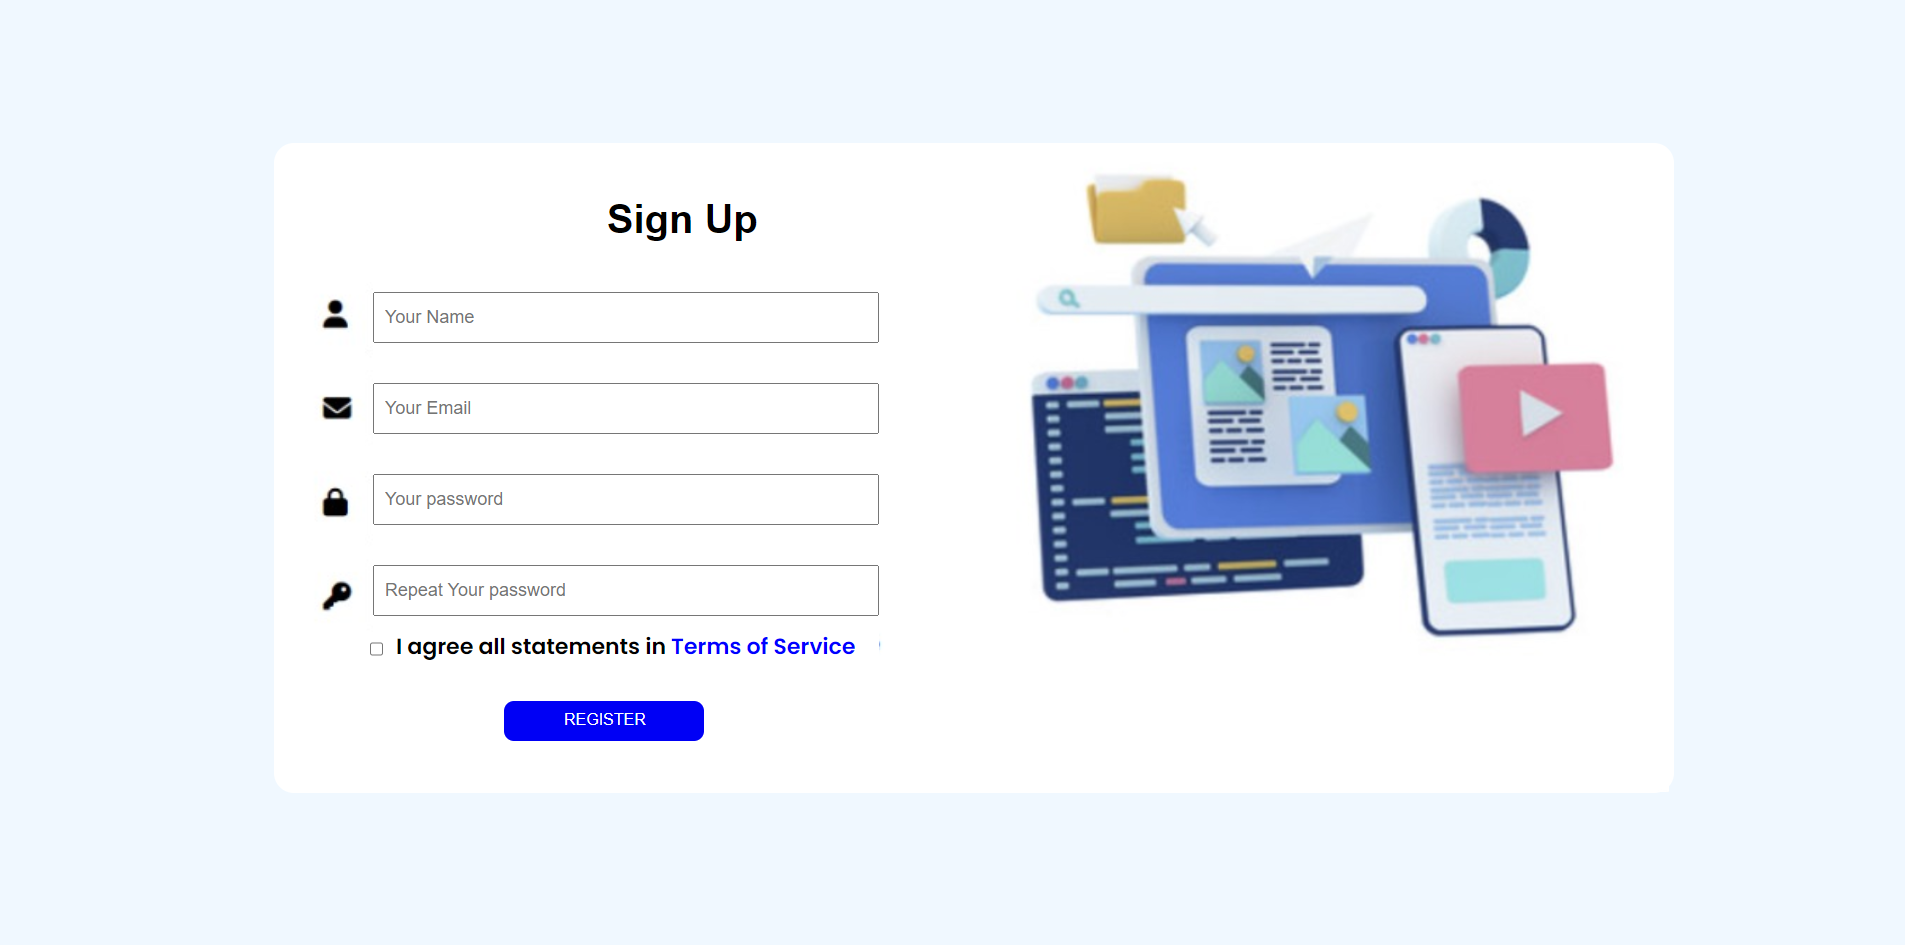 Sign Up
Your Name
Your Email
Your password
Repeat Your password
I agree all statements in Terms of Service
REGISTER